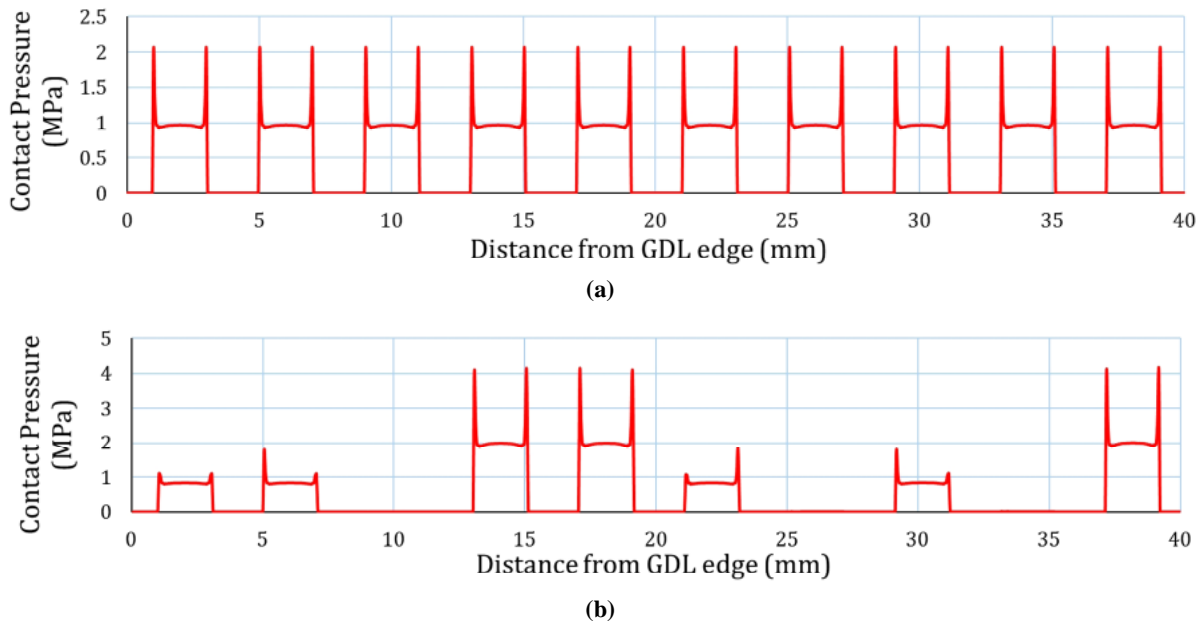 2.5
2
1.5
1
0.5
0
Contact Pressure
(MPa)
0 5 10 15 20 25 30 35 40
Distance from GDL edge (mm)
(a)
5
4
3
2
1
0
Contact Pressure
(MPa)
0 5 10 15 20 25 30 35 40
Distance from GDL edge (mm)
(b)